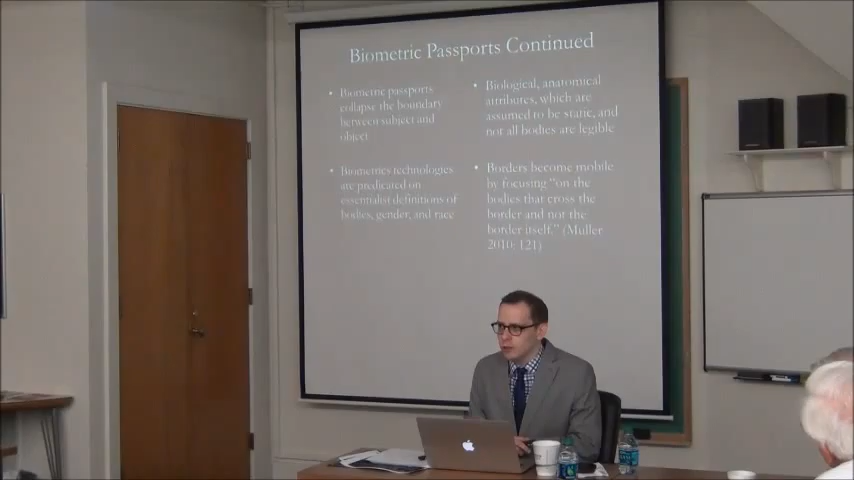 Biometric Passports Continued
• Biometric passports
collapse the boundary
between subject and
object
• Biometrics technologies
are predicated on
essentialist definitions of
bodies, gender, and race
• Biological, anatomical
attributes, which are
assumed to be static, and
not all bodies are legible
• Borders become mobile
by focusing "on the
bodies that cross the
border and not the
border itself." (Muller
2010: 121)